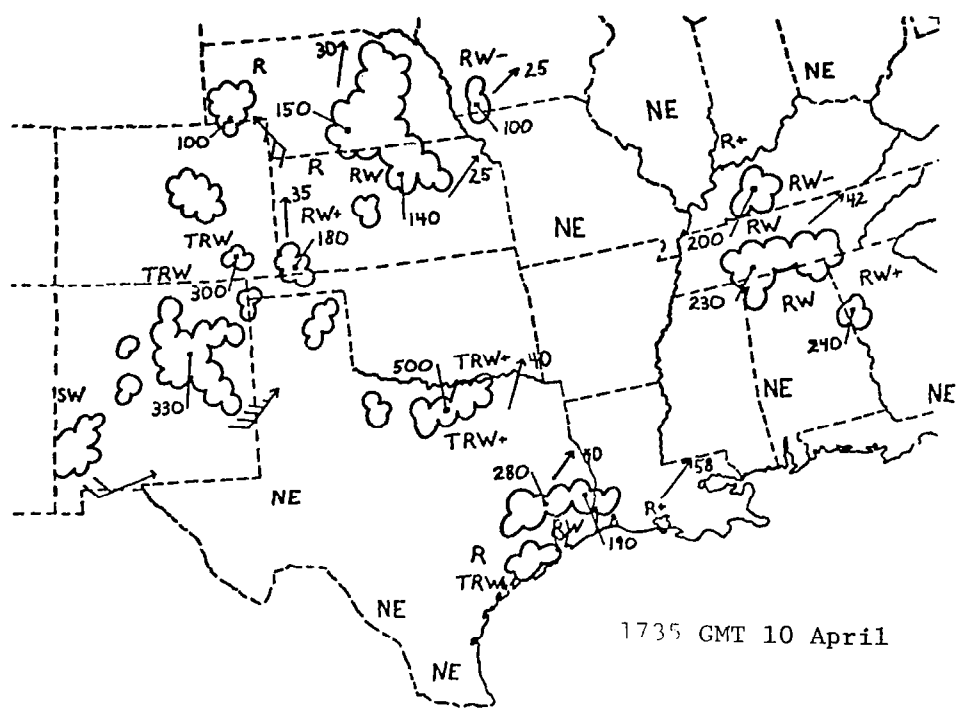 30
RW-
25
NE
R
NE
150
100
100
R+
R
RW
25
35
RW-
RW+
140
42
NE
180
200
RW
TRW
TRW
300
RW+
230
RW
240
500
TRW+
40
SW
330
NE
NE
TRW+
280
40
58
NE
R+
RW
190
R
TRW
NE
1735 GMT 10 April
NE